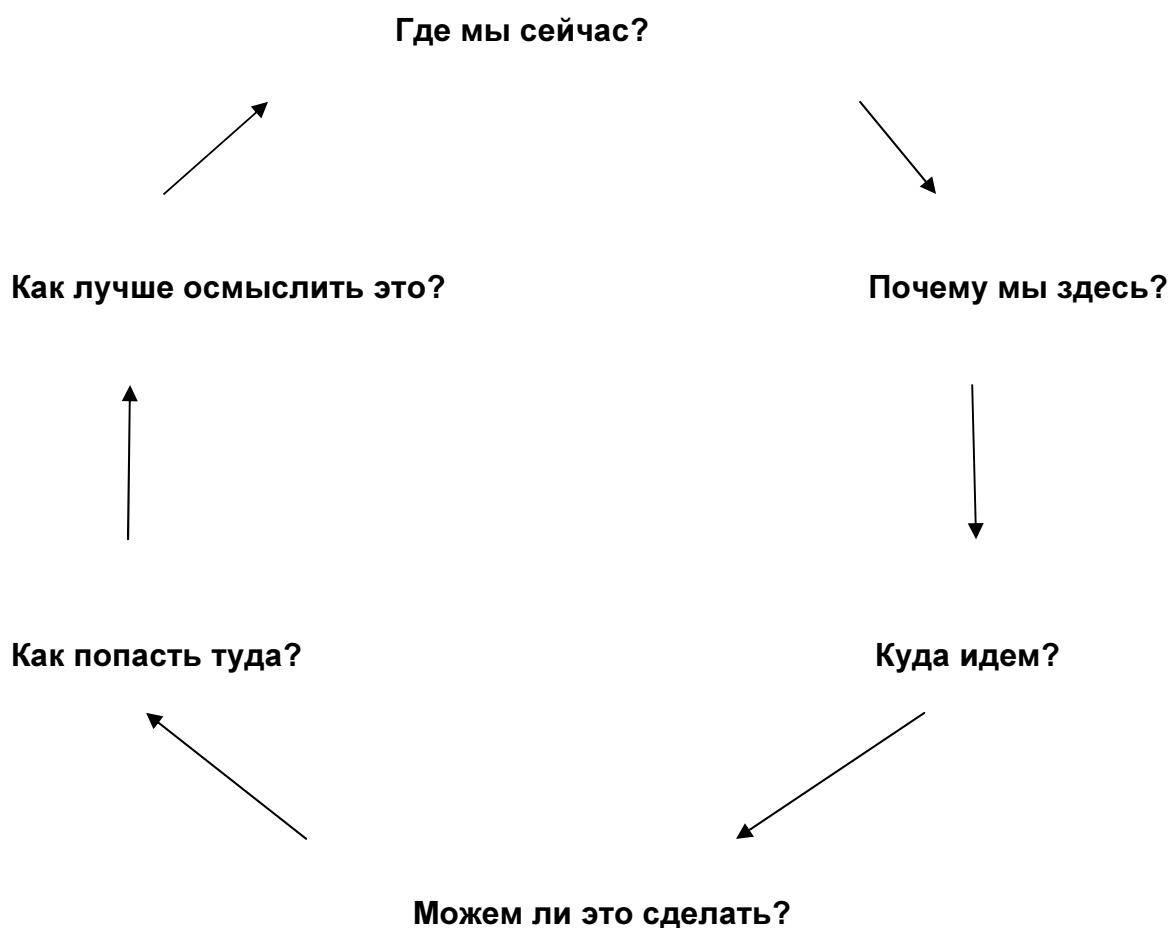 Где мы сейчас?
Как лучше осмыслить это?
Почему мы здесь?
Как попасть туда?
Куда идем?
Можем ли это сделать?